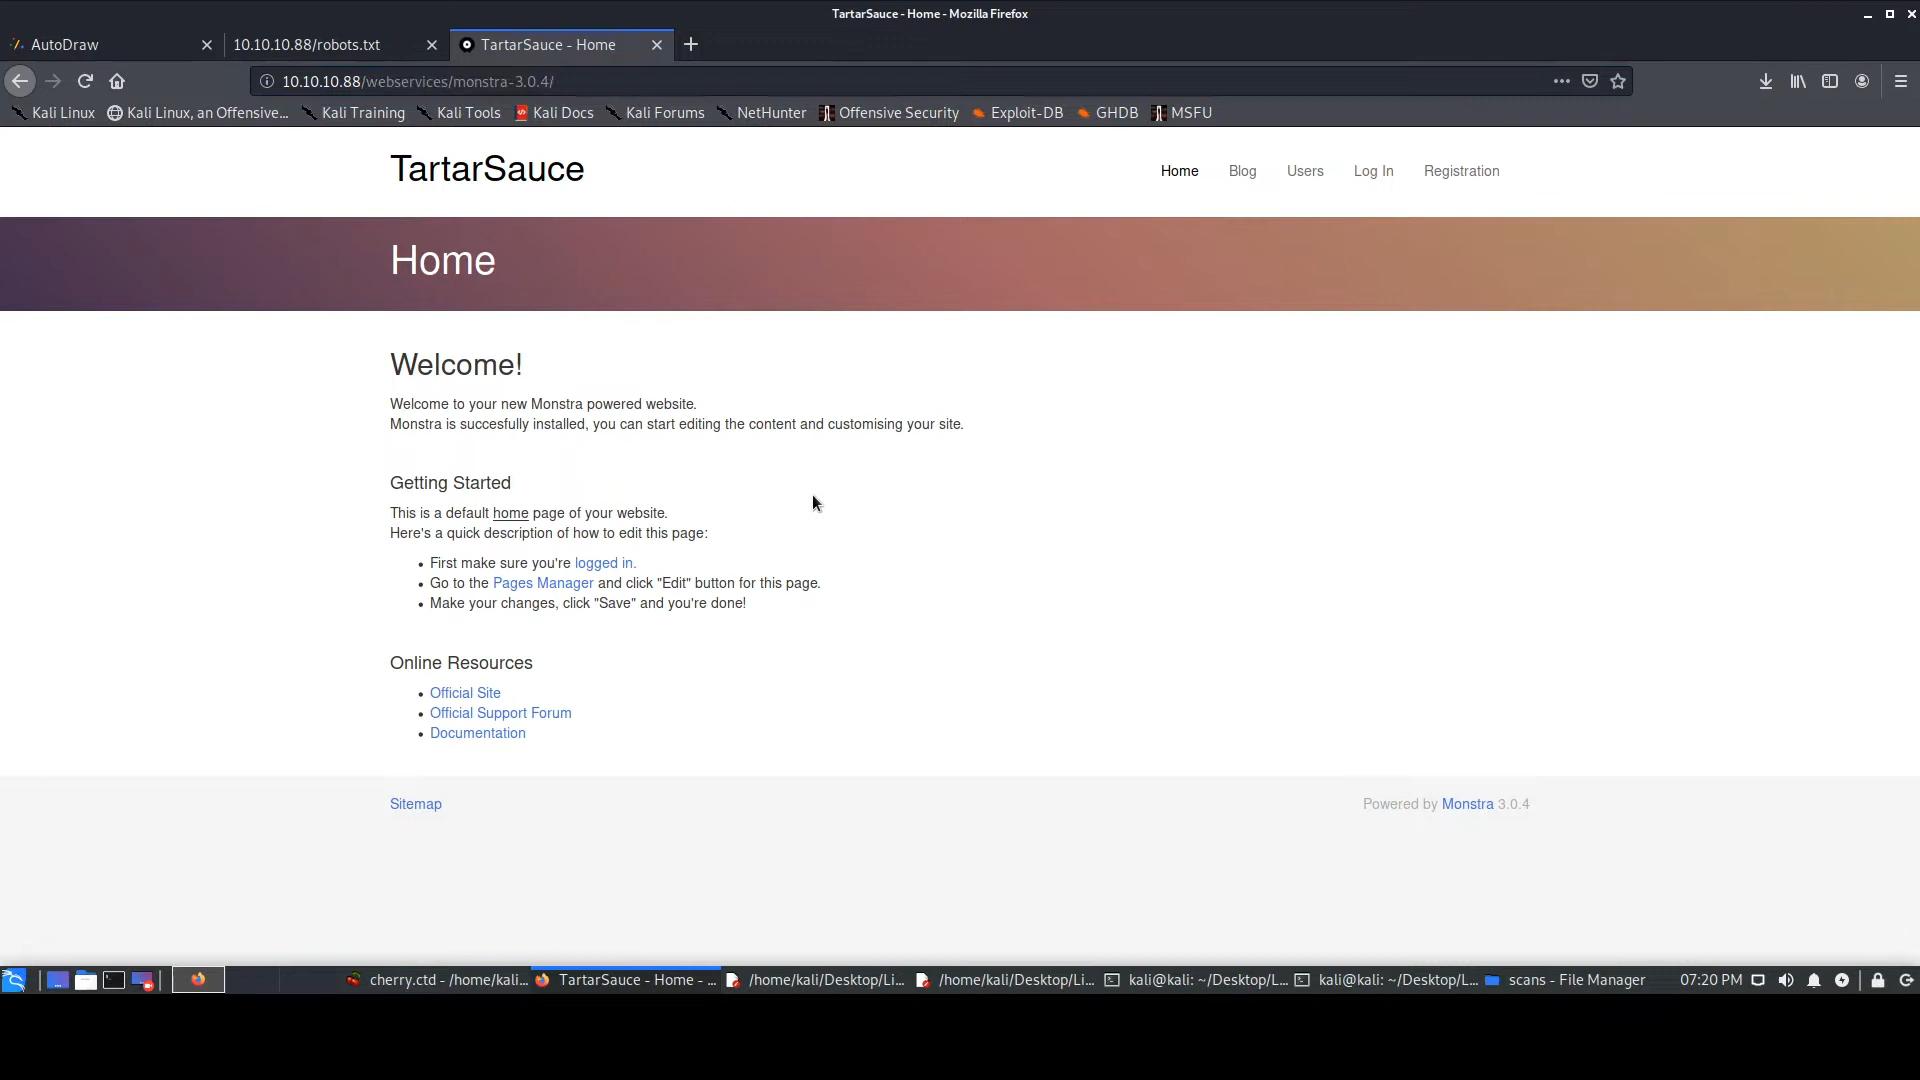 TartarSauce - Home - Mozilla Firefox
AutoDraw
10.10.10.88/robots.txt
TartarSauce - Home
10.10.10.88/webservices/monstra-3.0.4/
Kali Linux
Kali Linux, an Offensive...
Kali Training
Kali Tools
Kali Docs
Kali Forums
NetHunter
Offensive Security
Exploit-DB
GHDB
MSFU
TartarSauce
Home
Blog
Users
Log In
Registration
Home
Welcome!
Welcome to your new Monstra powered website.
Monstra is succesfully installed, you can start editing the content and customising your site.
Getting Started
This is a default home page of your website.
Here's a quick description of how to edit this page:
First make sure you're logged in.
Go to the Pages Manager and click "Edit" button for this page.
Make your changes, click "Save" and you're done!
Online Resources
Official Site
Official Support Forum
Documentation
Sitemap
Powered by Monstra 3.0.4
cherry.ctd - /home/kali...
TartarSauce - Home - ...
/home/kali/Desktop/Li...
/home/kali/Desktop/Li...
kali@kali: ~/Desktop/L...
kali@kali: ~/Desktop/L...
scans - File Manager
07:20 PM